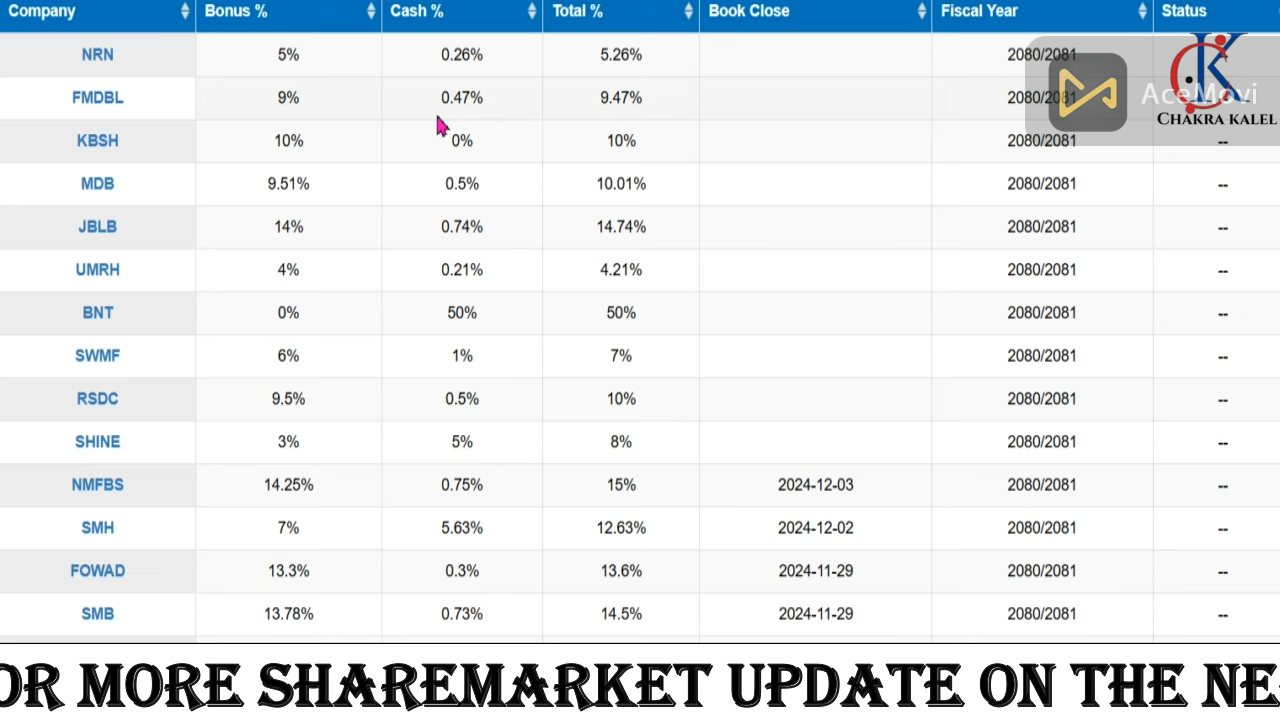 Company Bonus % Cash % Total % Book Close Fiscal Year Status
NRN 5% 0.26% 5.26% 2080/2081
FMDBL 9% 0.47% 9.47% 2080/2081
AceMovi
CHAKRA KALEL
KBSH 10% 0% 10% 2080/2081 --
MDB 9.51% 0.5% 10.01% 2080/2081 --
JBLB 14% 0.74% 14.74% 2080/2081 --
UMRH 4% 0.21% 4.21% 2080/2081 --
BNT 0% 50% 50% 2080/2081 --
SWMF 6% 1% 7% 2080/2081 --
RSDC 9.5% 0.5% 10% 2080/2081 --
SHINE 3% 5% 8% 2080/2081 --
NMFBS 14.25% 0.75% 15% 2024-12-03 2080/2081 --
SMH 7% 5.63% 12.63% 2024-12-02 2080/2081 --
FOWAD 13.3% 0.3% 13.6% 2024-11-29 2080/2081 --
SMB 13.78% 0.73% 14.5% 2024-11-29 2080/2081 --
OR MORE SHAREMARKET UPDATE ON THE NE